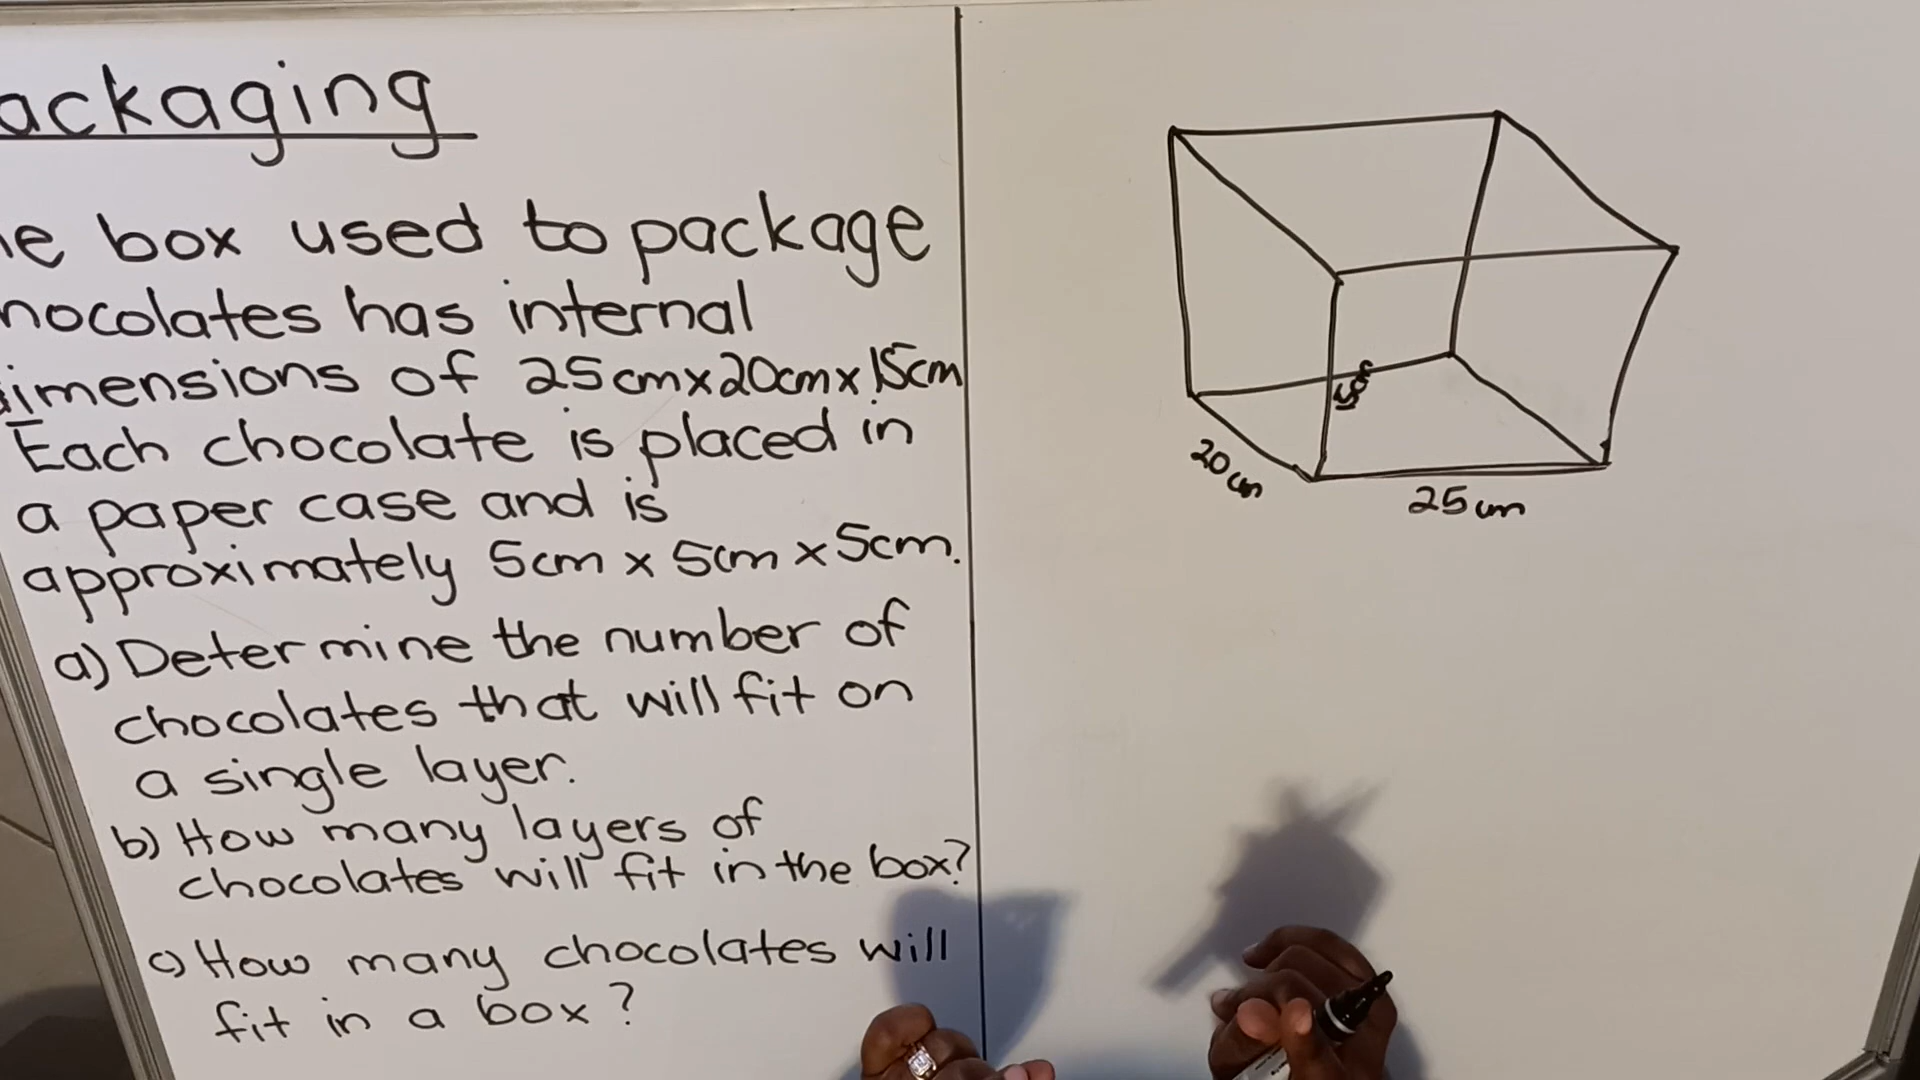 ackaging
e box used to package
hocolates has internal
imensions of 25cm x 20cm x 15cm
Each chocolate is placed in
a paper case and is
approximately 5cm x 5cm x 5cm.
a) Determine the number of
chocolates that will fit on
a single layer.
b) How many layers of
chocolates will fit in the box?
c) How many chocolates will
fit in a box?
15cm
20cm
25cm